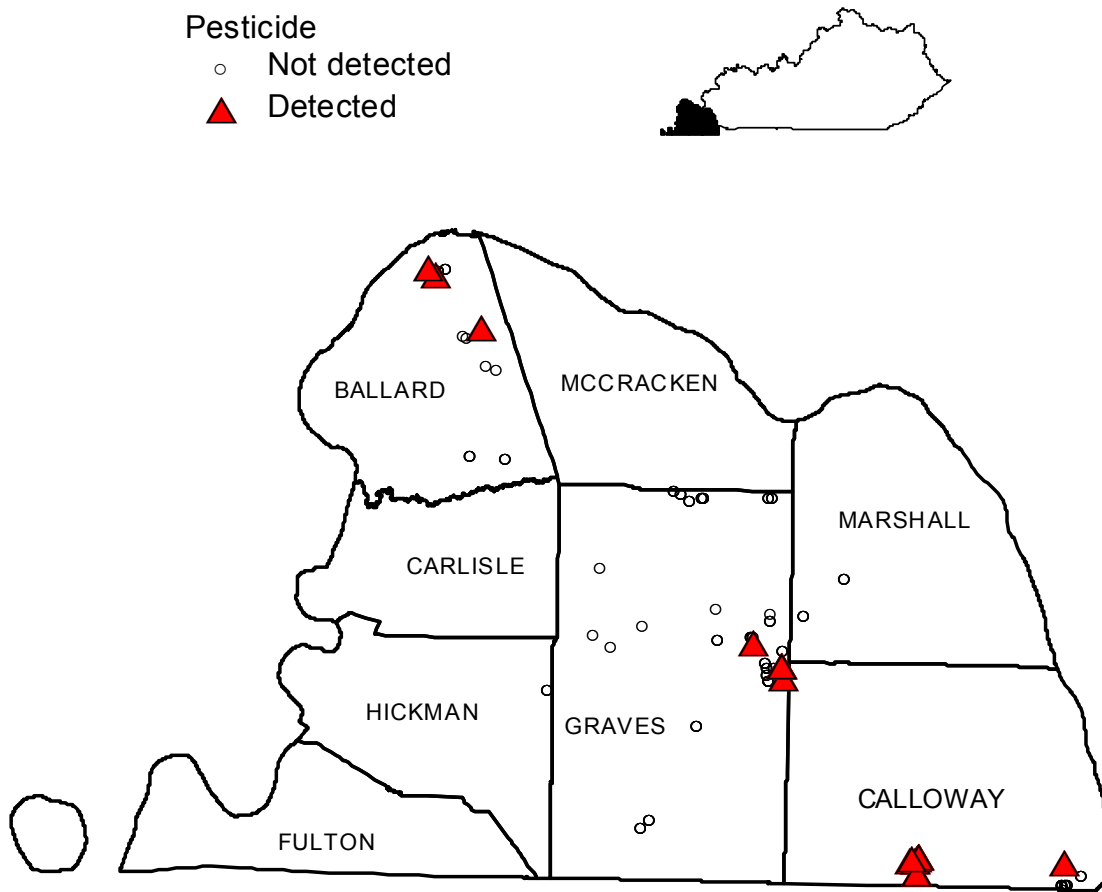 Pesticide
Not detected
Detected
BALLARD
MCCRACKEN
MARSHALL
CARLISLE
HICKMAN
GRAVES
CALLOWAY
FULTON